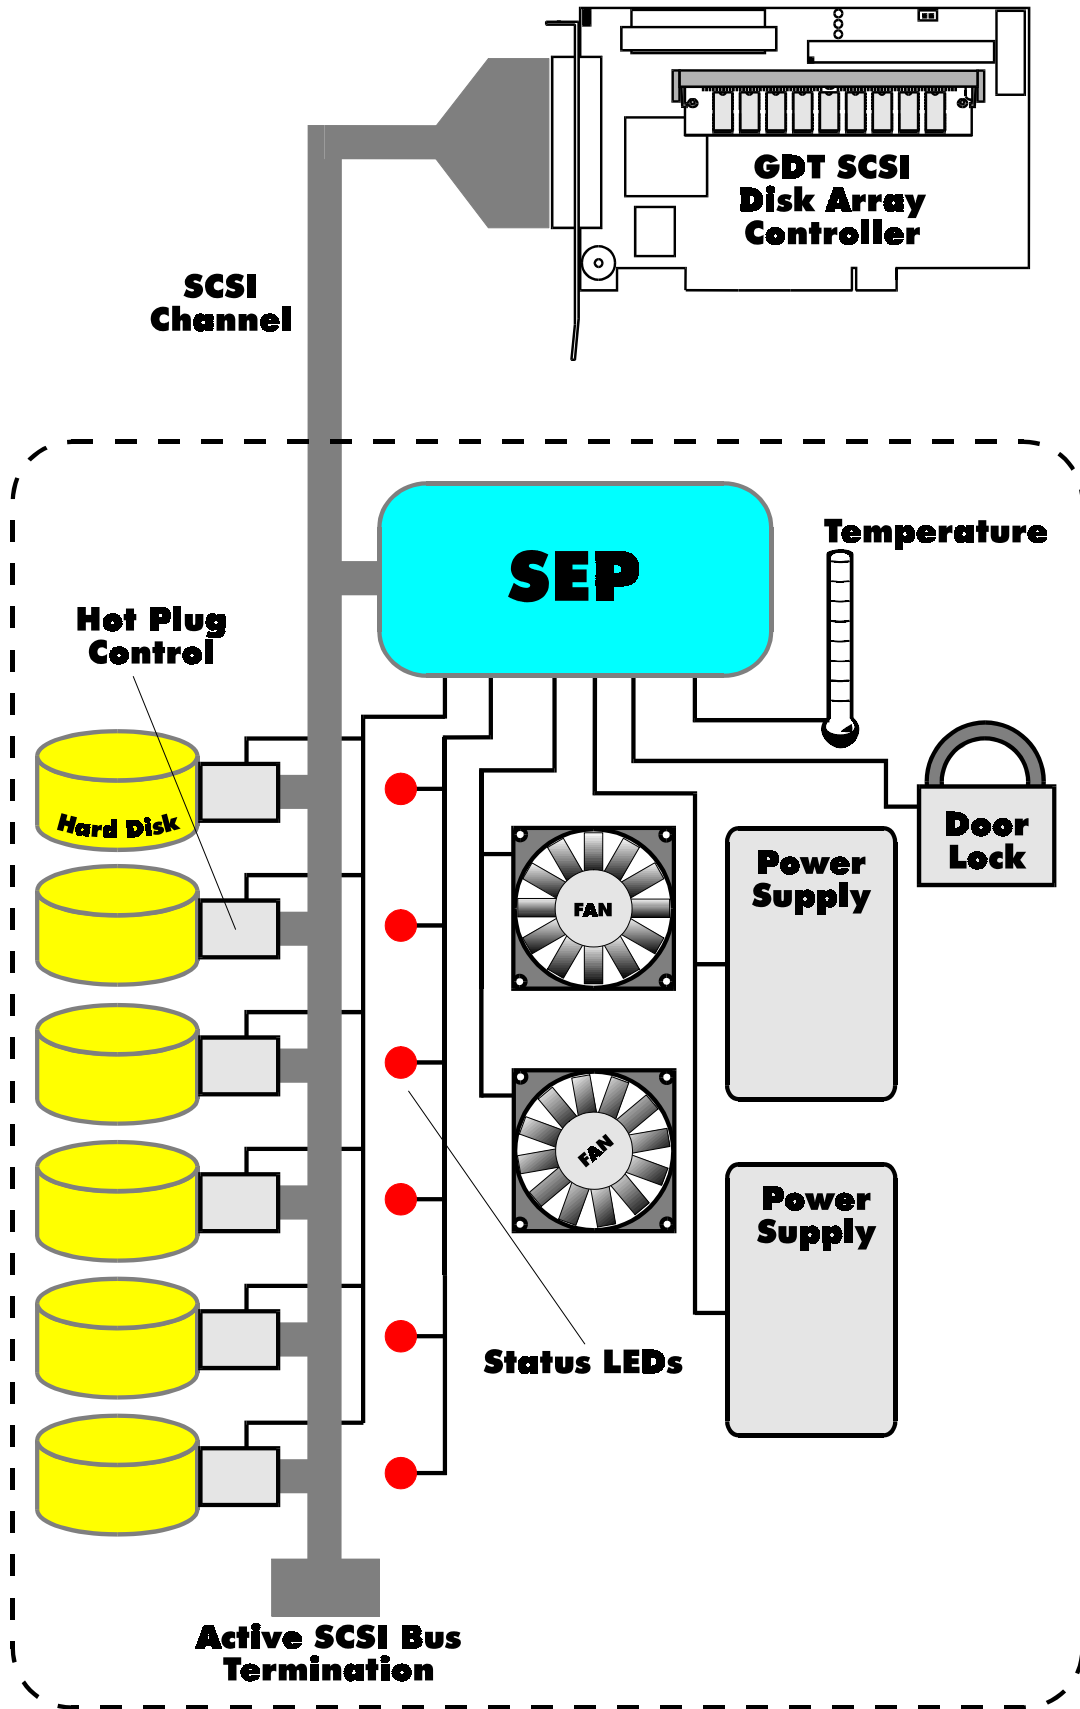 GDT SCSI
Disk Array
Controller
SCSI
Channel
Temperature
SEP
Hot Plug
Control
Hard Disk
Door
Lock
Power
Supply
FAN
FAN
Power
Supply
Status LEDs
Active SCSI Bus
Termination